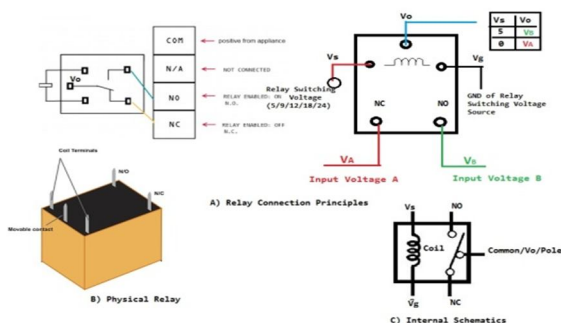 COM
positive from appliance
N/A
NOT CONNECTED
NO
RELAY ENABLED: ON
N.O.
NC
RELAY ENABLED: OFF
N.C.
Vo
Vo
Vs Vo
5 VB
0 VA
Vs
Vg
Relay Switching
Voltage
(5/9/12/18/24)
GND of Relay
Switching Voltage
Source
NC
NO
VA
VB
Input Voltage A
Input Voltage B
A) Relay Connection Principles
Coil Terminals
N/O
N/C
Movable contact
B) Physical Relay
Vs
NO
Coil
Common/Vo/Pole
Vg
NC
C) Internal Schematics